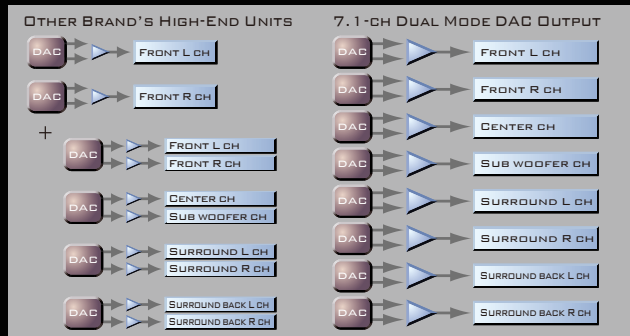 Other Brand's High-End Units
DAC
Front L ch
DAC
Front R ch
+
DAC
Front L ch
Front R ch
DAC
Center ch
Sub woofer ch
DAC
Surround L ch
Surround R ch
DAC
Surround back L ch
Surround back R ch
7.1-ch Dual Mode DAC Output
DAC
Front L ch
DAC
Front R ch
DAC
Center ch
DAC
Sub woofer ch
DAC
Surround L ch
DAC
Surround R ch
DAC
Surround back L ch
DAC
Surround back R ch